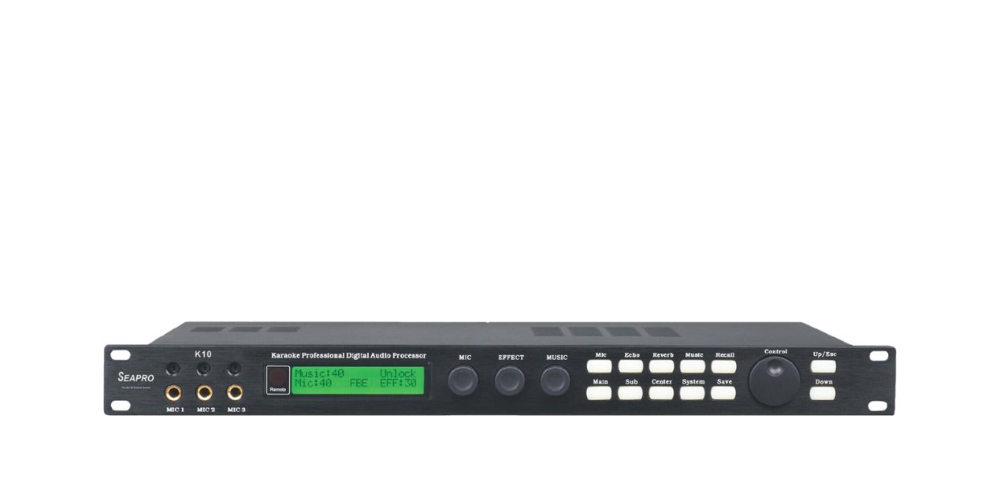 K10
SEAPRO
MIC 1 MIC 2 MIC 3
Karaoke Professional Digital Audio Processor
Remote
Music:40 Unlock
Mic:40 FBE EFF:30
MIC EFFECT MUSIC
Mic Echo Reverb Music Recall
Main Sub Center System Save
Control
Up/Esc
Down